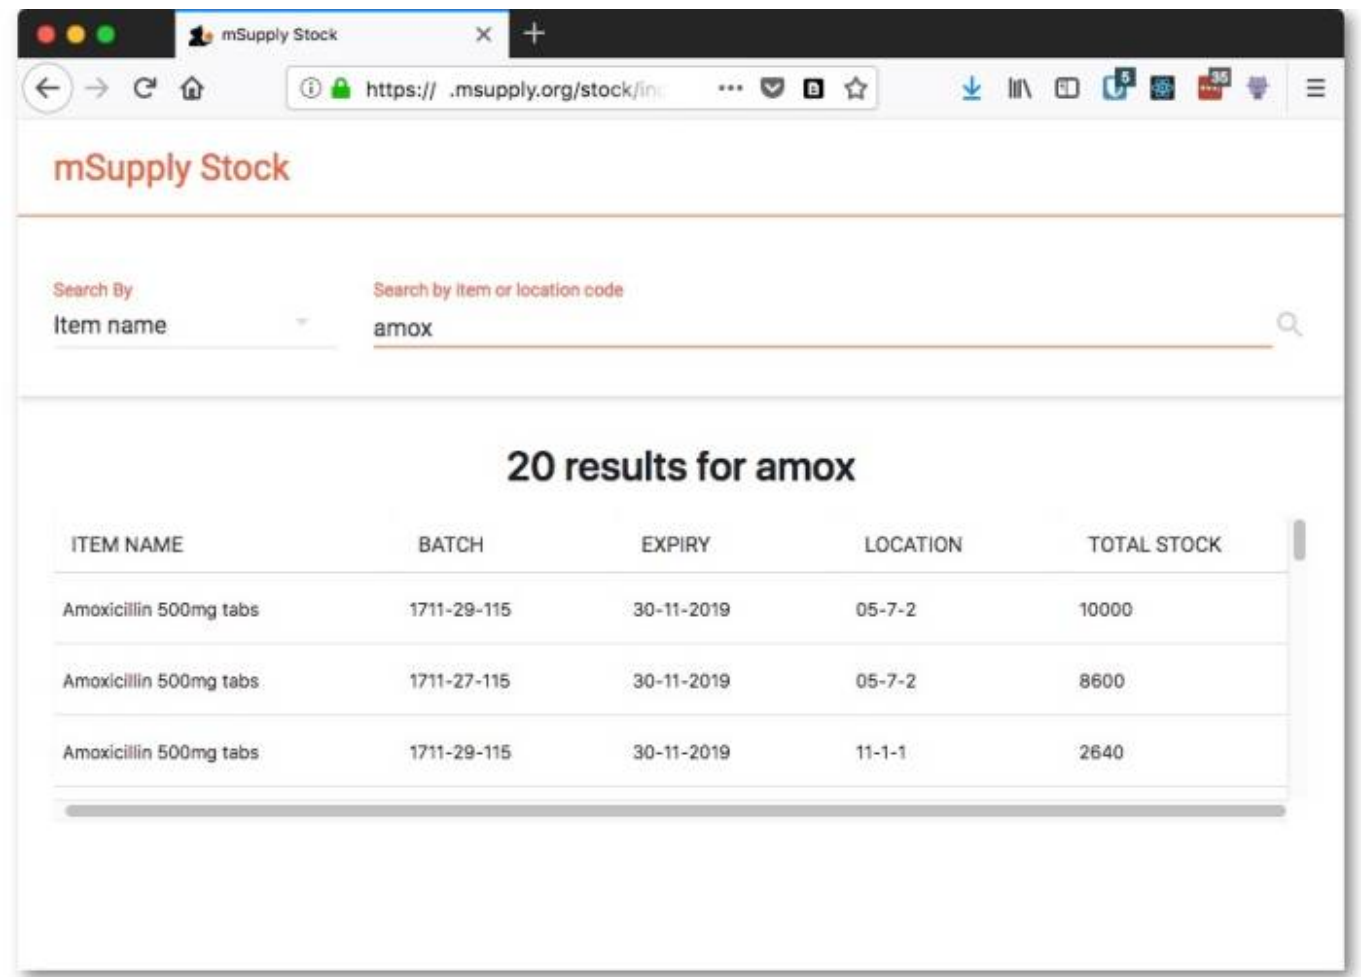 mSupply Stock
https:// .msupply.org/stock/in
5
35
mSupply Stock
Search By
Search by item or location code
Item name
amox
20 results for amox
ITEM NAME BATCH EXPIRY LOCATION TOTAL STOCK
Amoxicillin 500mg tabs 1711-29-115 30-11-2019 05-7-2 10000
Amoxicillin 500mg tabs 1711-27-115 30-11-2019 05-7-2 8600
Amoxicillin 500mg tabs 1711-29-115 30-11-2019 11-1-1 2640